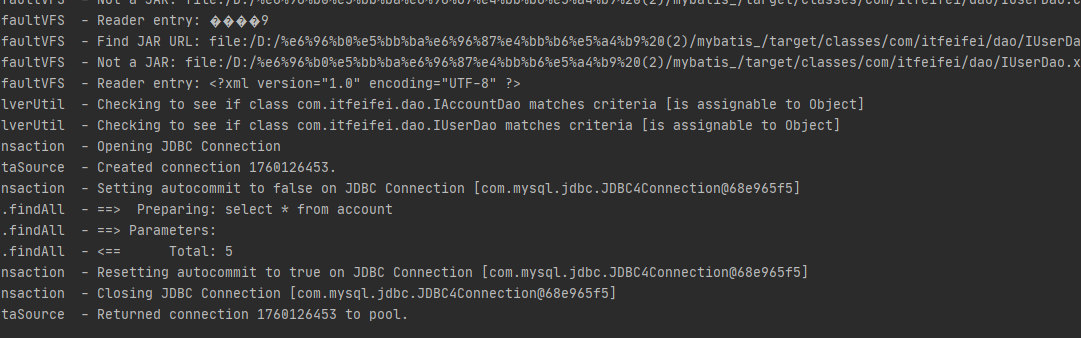 faultVFS - Not a JAR: file:/D:/%e6%96%b0%e5%bb%ba%e6%96%87%e4%bb%b6%e5%a4%b9%20(2)/mybatis_/target/classes/com/itfeifei/dao/IUserDao.c
faultVFS - Reader entry: ����9
faultVFS - Find JAR URL: file:/D:/%e6%96%b0%e5%bb%ba%e6%96%87%e4%bb%b6%e5%a4%b9%20(2)/mybatis_/target/classes/com/itfeifei/dao/IUserDa
faultVFS - Not a JAR: file:/D:/%e6%96%b0%e5%bb%ba%e6%96%87%e4%bb%b6%e5%a4%b9%20(2)/mybatis_/target/classes/com/itfeifei/dao/IUserDao.x
faultVFS - Reader entry: <?xml version="1.0" encoding="UTF-8" ?>
lverUtil - Checking to see if class com.itfeifei.dao.IAccountDao matches criteria [is assignable to Object]
lverUtil - Checking to see if class com.itfeifei.dao.IUserDao matches criteria [is assignable to Object]
nsaction - Opening JDBC Connection
taSource - Created connection 1760126453.
nsaction - Setting autocommit to false on JDBC Connection [com.mysql.jdbc.JDBC4Connection@68e965f5]
.findAll - ==> Preparing: select * from account
.findAll - ==> Parameters:
.findAll - <== Total: 5
nsaction - Resetting autocommit to true on JDBC Connection [com.mysql.jdbc.JDBC4Connection@68e965f5]
nsaction - Closing JDBC Connection [com.mysql.jdbc.JDBC4Connection@68e965f5]
taSource - Returned connection 1760126453 to pool.